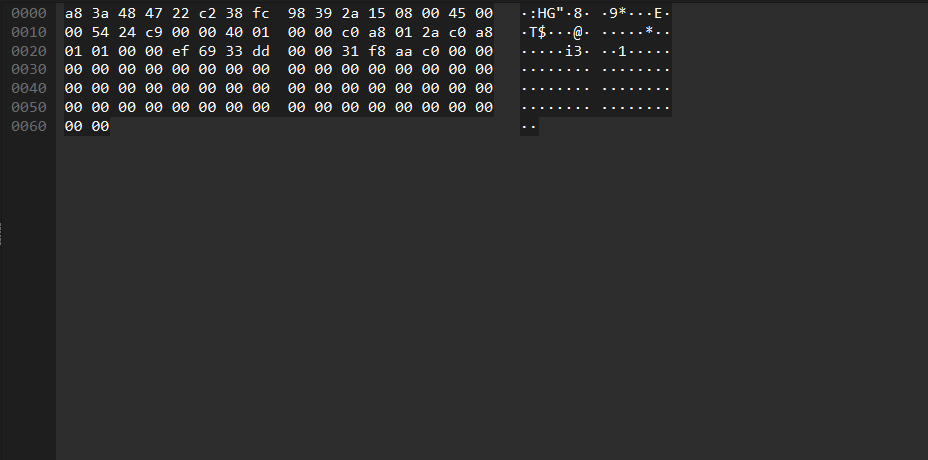 0000 a8 3a 48 47 22 c2 38 fc 98 39 2a 15 08 00 45 00 ·:HG"·8· ·9*···E·
0010 00 54 24 c9 00 00 40 01 00 00 c0 a8 01 2a c0 a8 ·T$···@· ·····*··
0020 01 01 00 00 ef 69 33 dd 00 00 31 f8 aa c0 00 00 ·····i3· ··1·····
0030 00 00 00 00 00 00 00 00 00 00 00 00 00 00 00 00 ········ ········
0040 00 00 00 00 00 00 00 00 00 00 00 00 00 00 00 00 ········ ········
0050 00 00 00 00 00 00 00 00 00 00 00 00 00 00 00 00 ········ ········
0060 00 00 ··